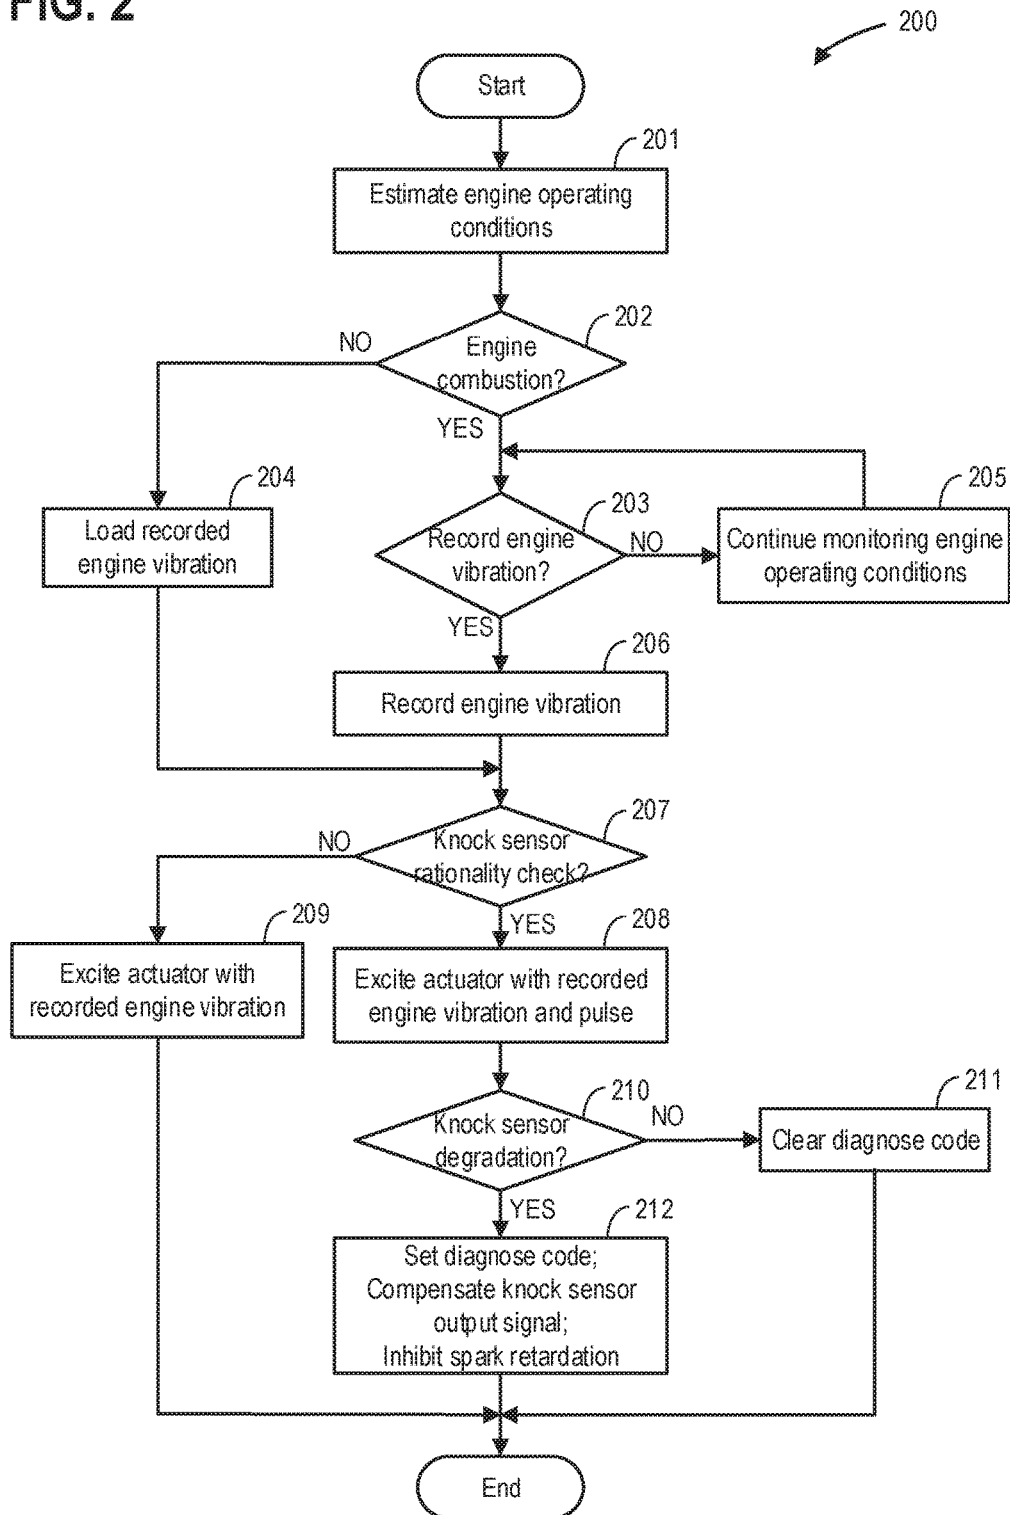 FIG. 2
200
Start
201
Estimate engine operating
conditions
202
NO
Engine
combustion?
YES
204
Load recorded
engine vibration
203
Record engine
vibration?
NO
205
Continue monitoring engine
operating conditions
YES
206
Record engine vibration
207
NO
Knock sensor
rationality check?
YES
209
Excite actuator with
recorded engine vibration
208
Excite actuator with recorded
engine vibration and pulse
210
Knock sensor
degradation?
NO
211
Clear diagnose code
YES
212
Set diagnose code;
Compensate knock sensor
output signal;
Inhibit spark retardation
End